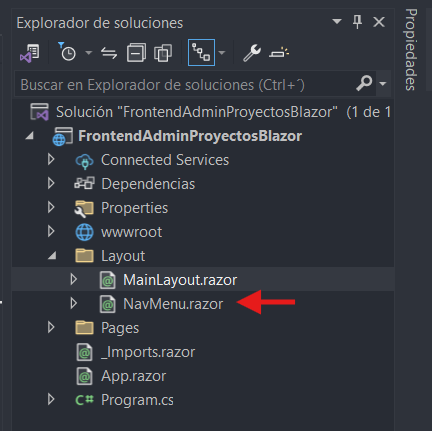 Explorador de soluciones
Buscar en Explorador de soluciones (Ctrl+´)
Solución "FrontendAdminProyectosBlazor" (1 de 1
FrontendAdminProyectosBlazor
Connected Services
Dependencias
Properties
wwwroot
Layout
MainLayout.razor
NavMenu.razor
Pages
_Imports.razor
App.razor
C# Program.cs
Propiedades